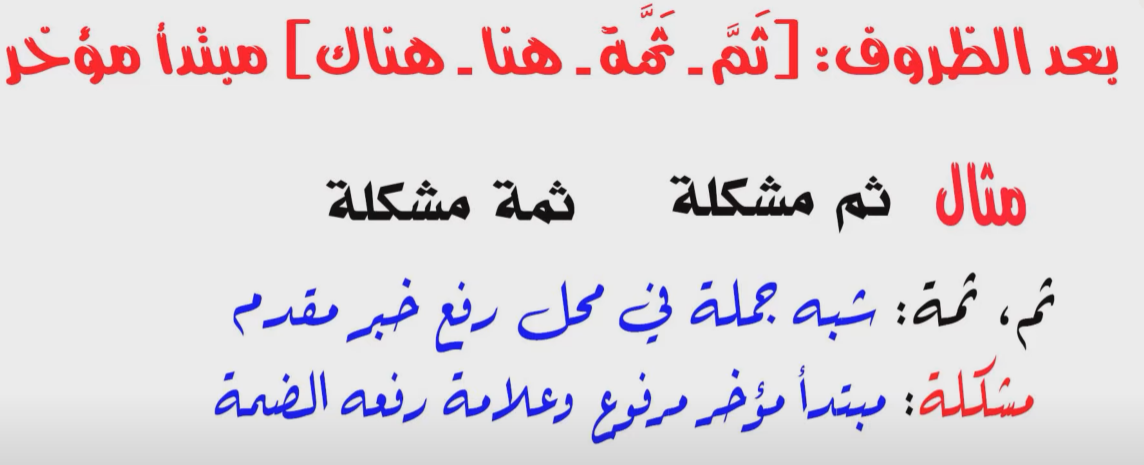 بعد الظروف: [ثَمَّ - ثَمَّة - هنا - هناك] مبتدأ مؤخر
مثال ثم مشكلة ثمة مشكلة
ثم، ثمة: شبه جملة في محل رفع خبر مقدم
مشكلة: مبتدأ مؤخر مرفوع وعلامة رفعه الضمة